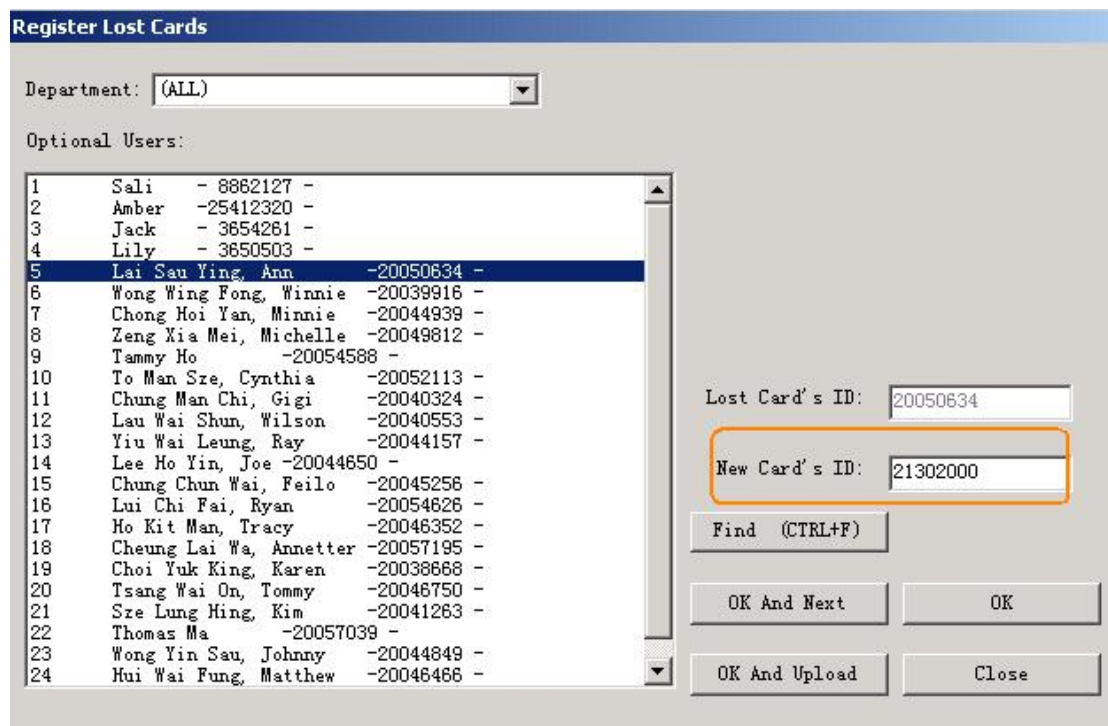 Register Lost Cards
Department: (ALL)
Optional Users:
1 Sali - 8862127 -
2 Amber -25412320 -
3 Jack - 3654261 -
4 Lily - 3650503 -
5 Lai Sau Ying, Ann -20050634 -
6 Wong Wing Fong, Winnie -20039916 -
7 Chong Hoi Yan, Minnie -20044939 -
8 Zeng Xia Mei, Michelle -20049812 -
9 Tammy Ho -20054588 -
10 To Man Sze, Cynthia -20052113 -
11 Chung Man Chi, Gigi -20040324 -
12 Lau Wai Shun, Wilson -20040553 -
13 Yiu Wai Leung, Ray -20044157 -
14 Lee Ho Yin, Joe -20044650 -
15 Chung Chun Wai, Feilo -20045256 -
16 Lui Chi Fai, Ryan -20054626 -
17 Ho Kit Man, Tracy -20046352 -
18 Cheung Lai Wa, Annetter -20057195 -
19 Choi Yuk King, Karen -20038668 -
20 Tsang Wai On, Tommy -20046750 -
21 Sze Lung Hing, Kim -20041263 -
22 Thomas Ma -20057039 -
23 Wong Yin Sau, Johnny -20044849 -
24 Hui Wai Fung, Matthew -20046466 -
Lost Card's ID: 20050634
New Card's ID: 21302000
Find (CTRL+F)
OK And Next OK
OK And Upload Close